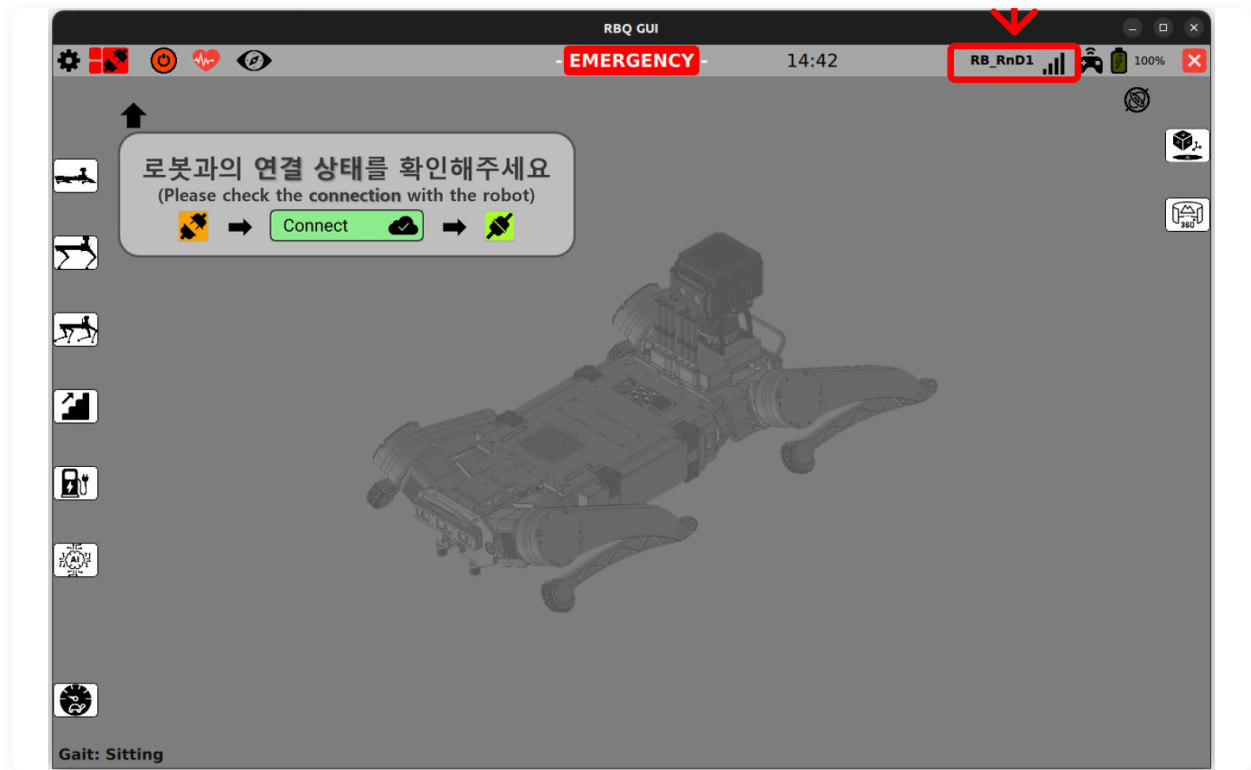 RBQ GUI
- EMERGENCY -
14:42
RB_RnD1
100%
로봇과의 연결 상태를 확인해주세요
(Please check the connection with the robot)
Connect
360°
AI
Gait: Sitting